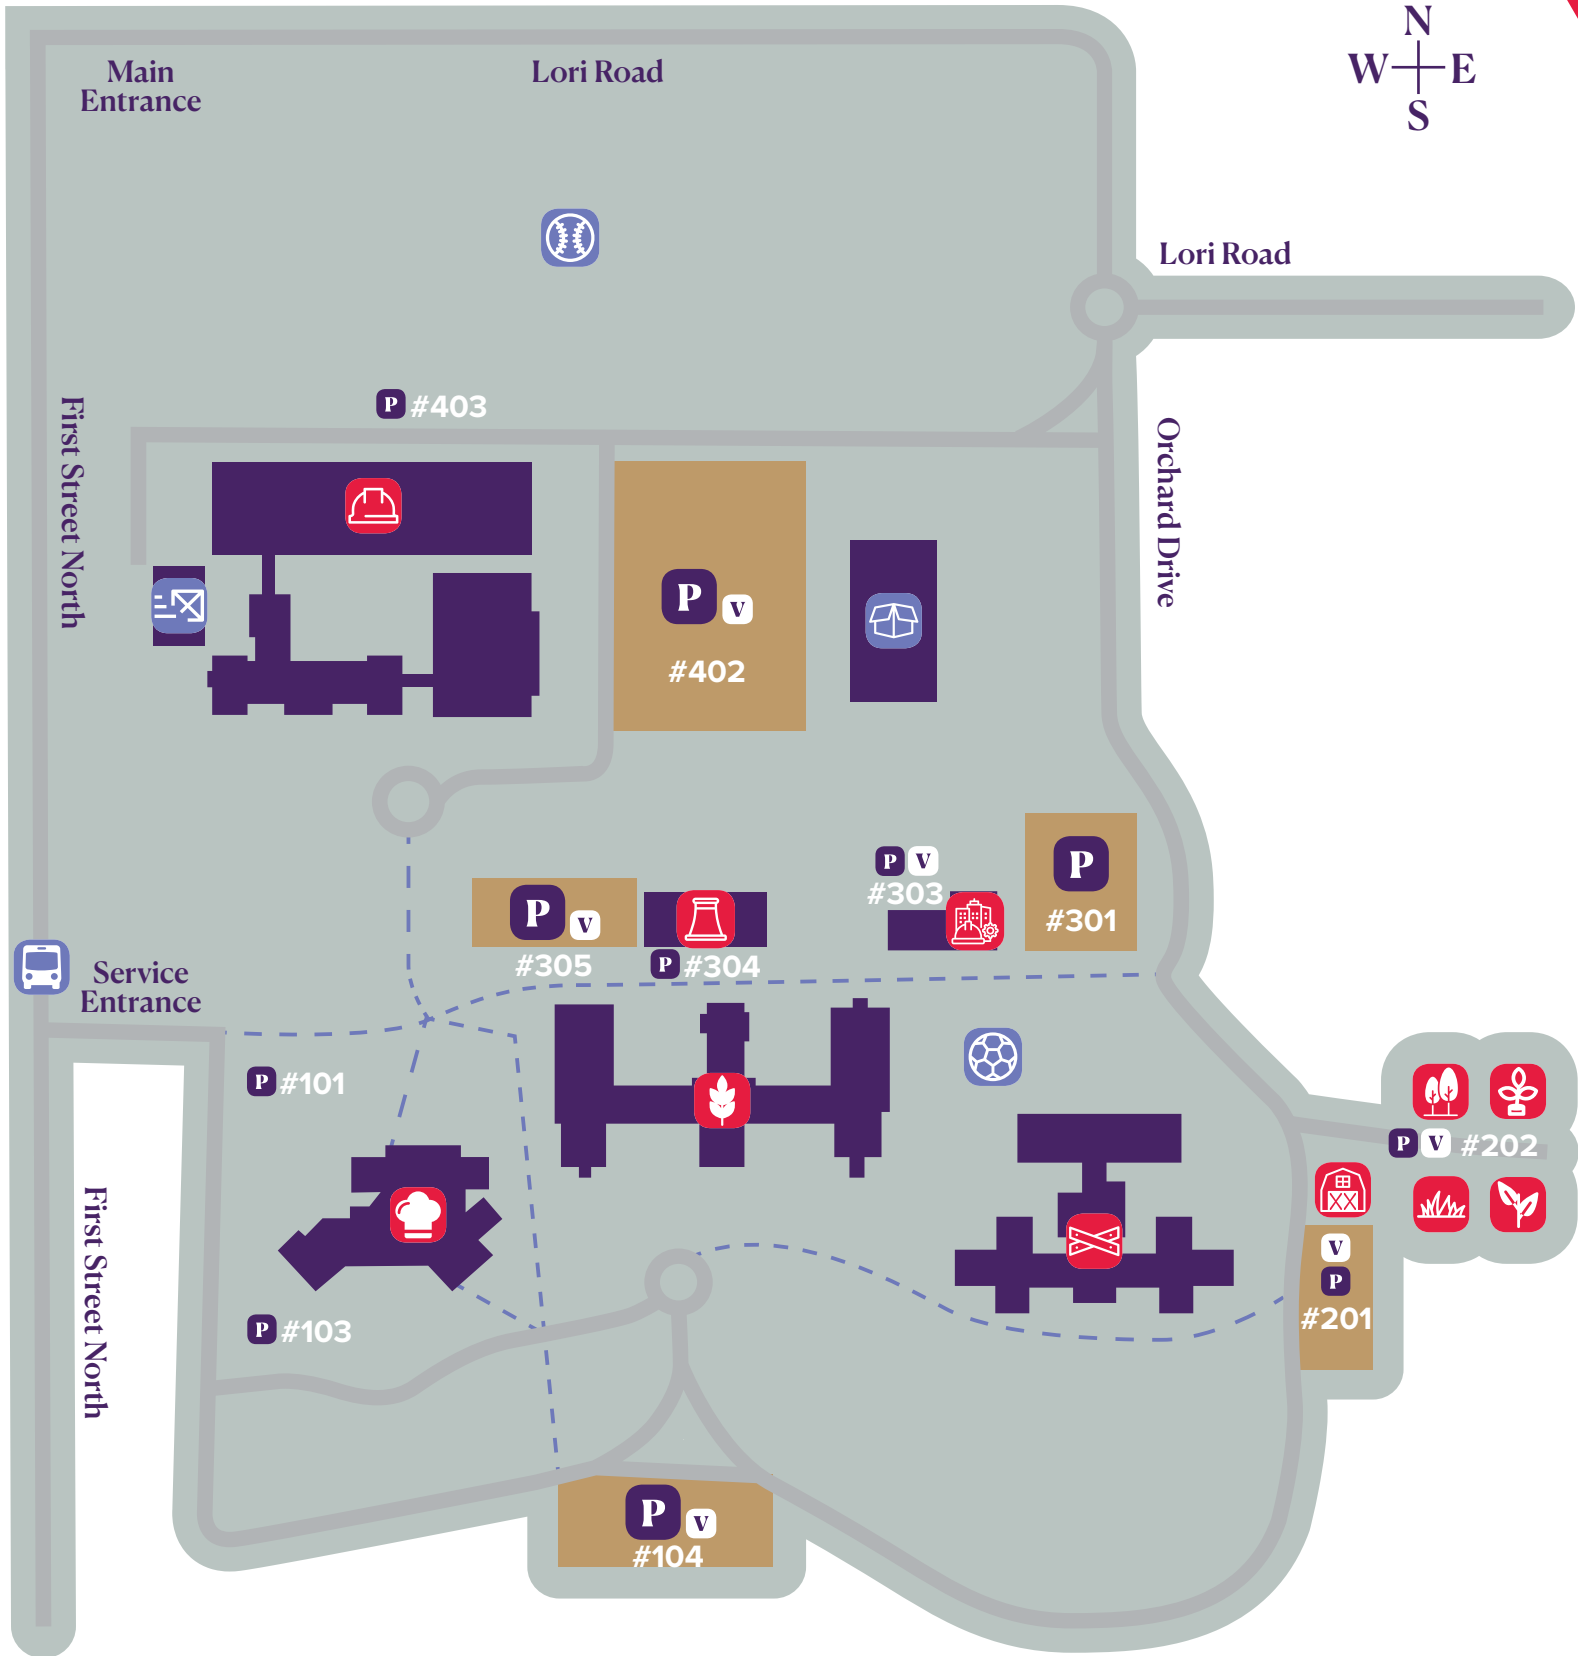 N
W E
S
Main
Entrance
Lori Road
Lori Road
P #403
First Street North
Orchard Drive
P V
#402
P V
#303
P
#301
P V
#305
P #304
Service
Entrance
P #101
P V #202
V
P
#201
P #103
First Street North
P V
#104